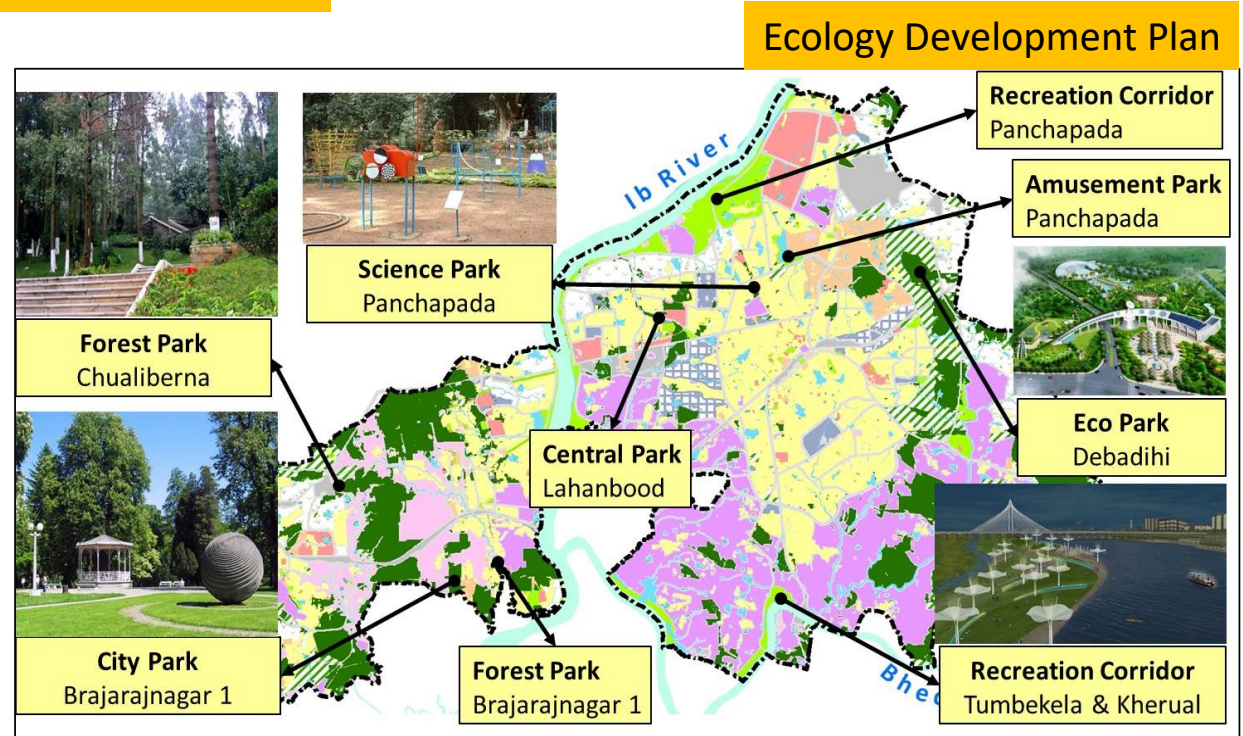 Ecology Development Plan
Recreation Corridor
Panchapada
Ib River
Amusement Park
Panchapada
Science Park
Panchapada
Forest Park
Chualiberna
Eco Park
Debadihi
Central Park
Lahanbood
City Park
Brajarajnagar 1
Forest Park
Brajarajnagar 1
Recreation Corridor
Tumbekela & Kherual